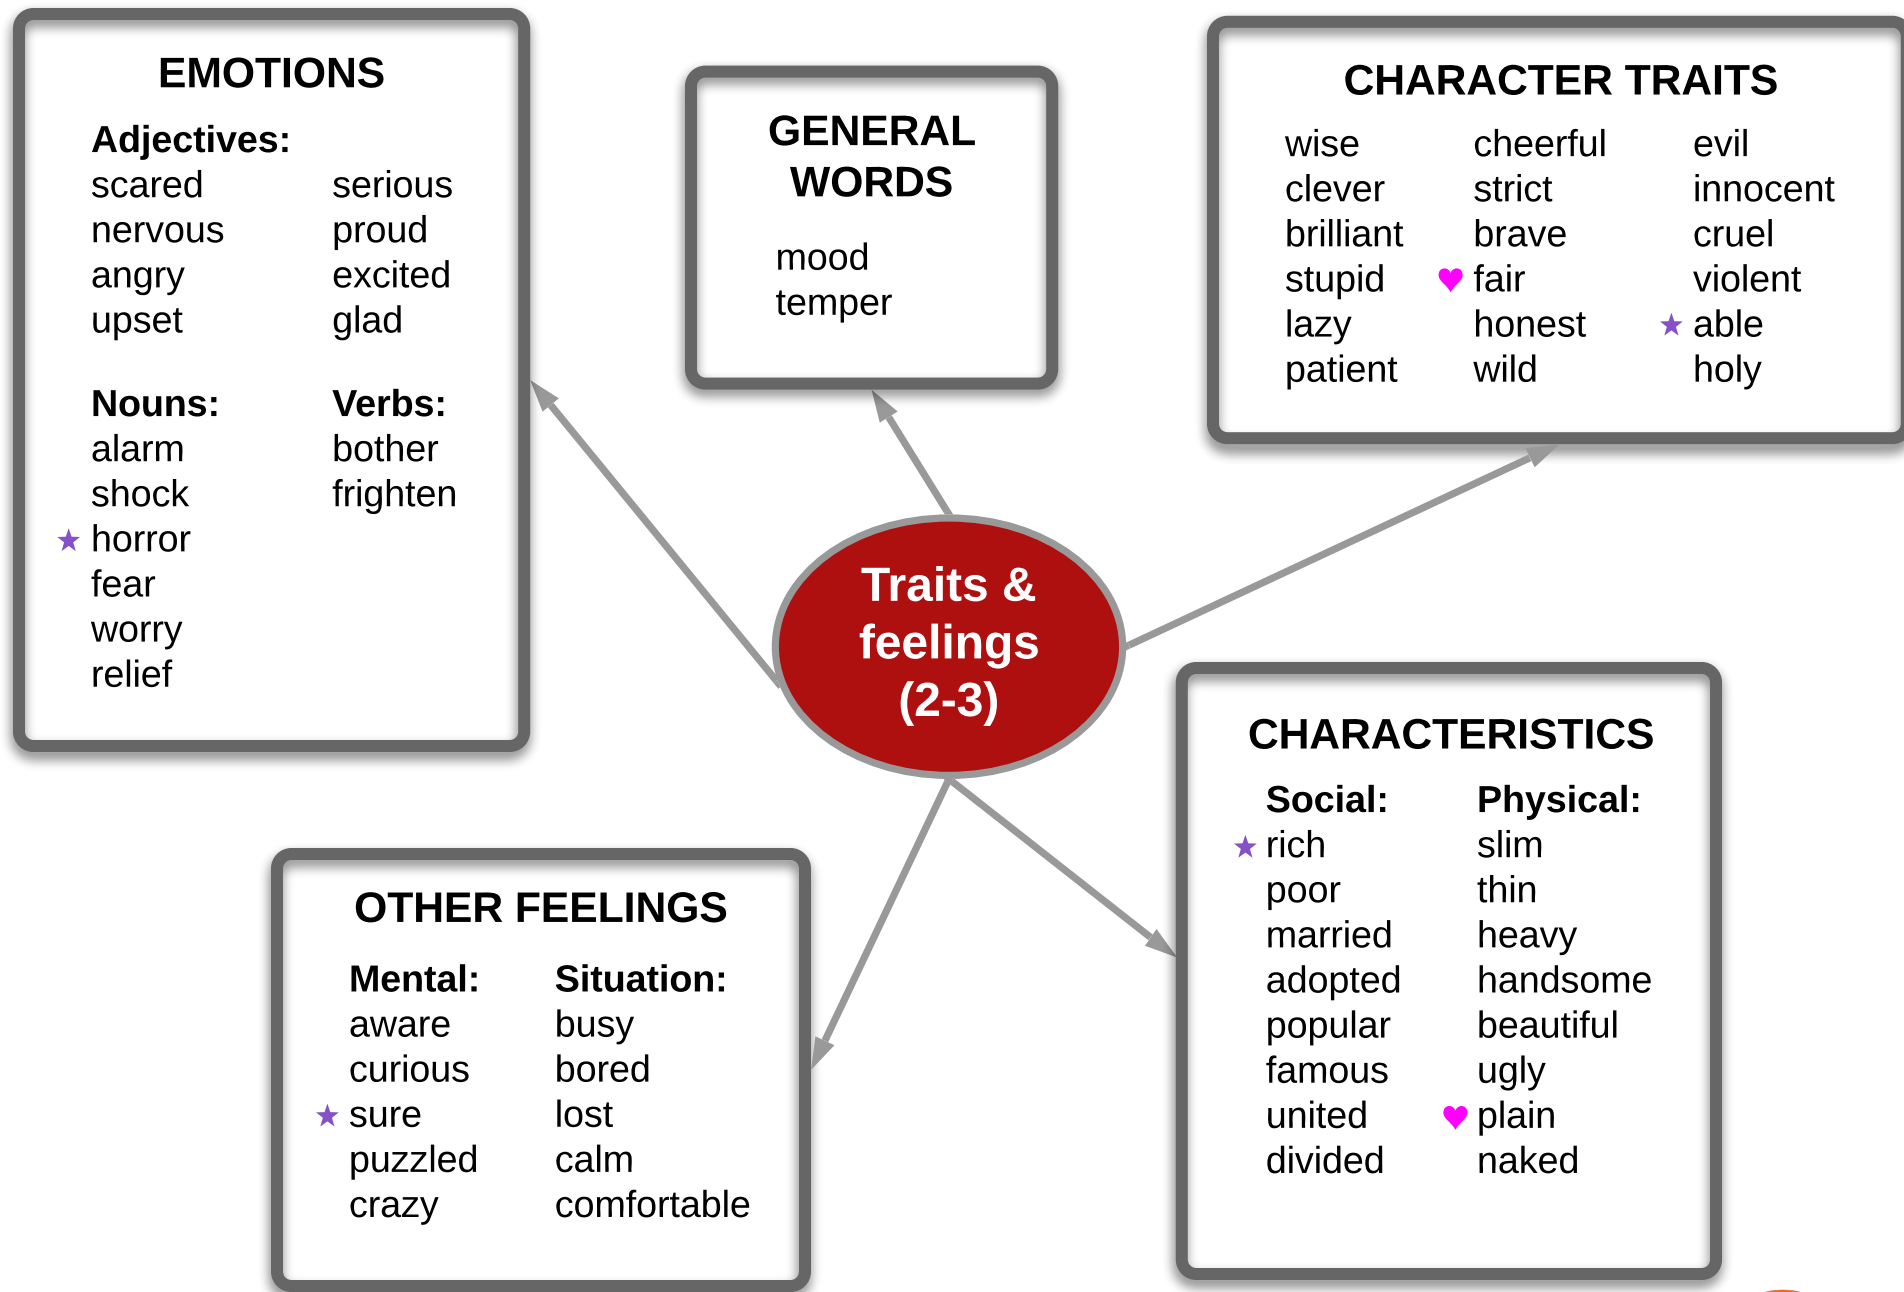 EMOTIONS
Adjectives:
scared serious
nervous proud
angry excited
upset glad
Nouns: Verbs:
alarm bother
shock frighten
horror
fear
worry
relief
GENERAL
WORDS
mood
temper
CHARACTER TRAITS
wise cheerful evil
clever strict innocent
brilliant brave cruel
stupid fair violent
lazy honest able
patient wild holy
Traits &
feelings
(2-3)
OTHER FEELINGS
Mental: Situation:
aware busy
curious bored
sure lost
puzzled calm
crazy comfortable
CHARACTERISTICS
Social: Physical:
rich slim
poor thin
married heavy
adopted handsome
popular beautiful
famous ugly
united plain
divided naked